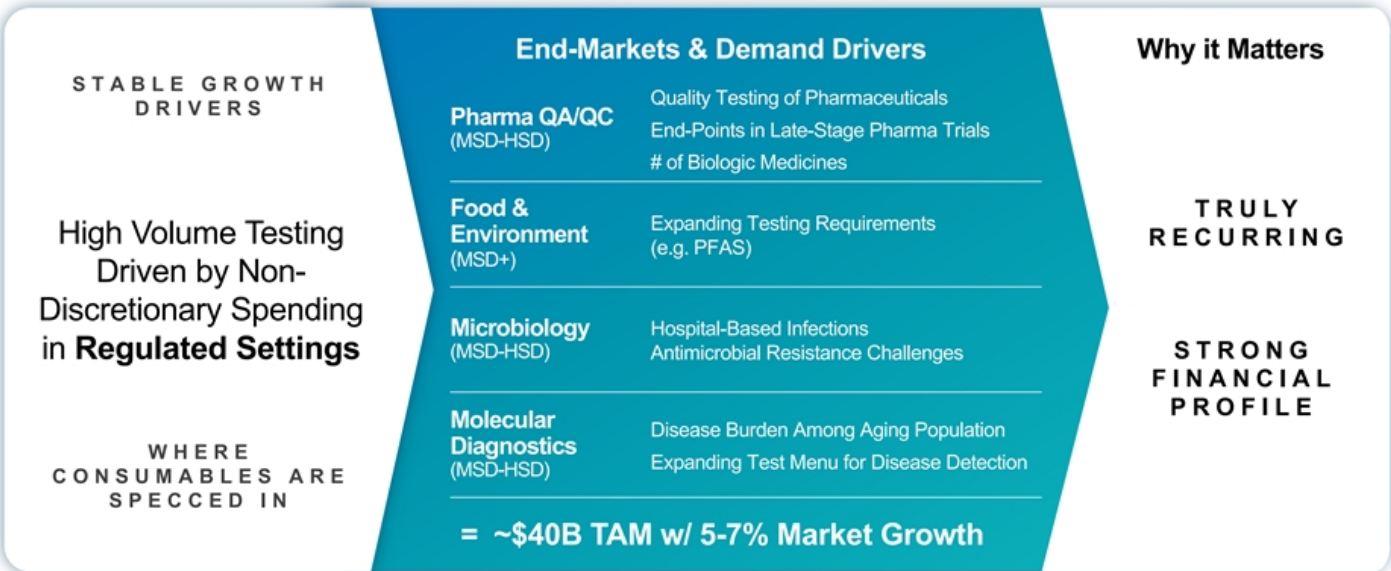 STABLE GROWTH
DRIVERS
High Volume Testing
Driven by Non-
Discretionary Spending
in Regulated Settings
WHERE
CONSUMABLES ARE
SPECCED IN
End-Markets & Demand Drivers
Pharma QA/QC
(MSD-HSD)
Quality Testing of Pharmaceuticals
End-Points in Late-Stage Pharma Trials
# of Biologic Medicines
Food &
Environment
(MSD+)
Expanding Testing Requirements
(e.g. PFAS)
Microbiology
(MSD-HSD)
Hospital-Based Infections
Antimicrobial Resistance Challenges
Molecular
Diagnostics
(MSD-HSD)
Disease Burden Among Aging Population
Expanding Test Menu for Disease Detection
= ~$40B TAM w/ 5-7% Market Growth
Why it Matters
TRULY
RECURRING
STRONG
FINANCIAL
PROFILE